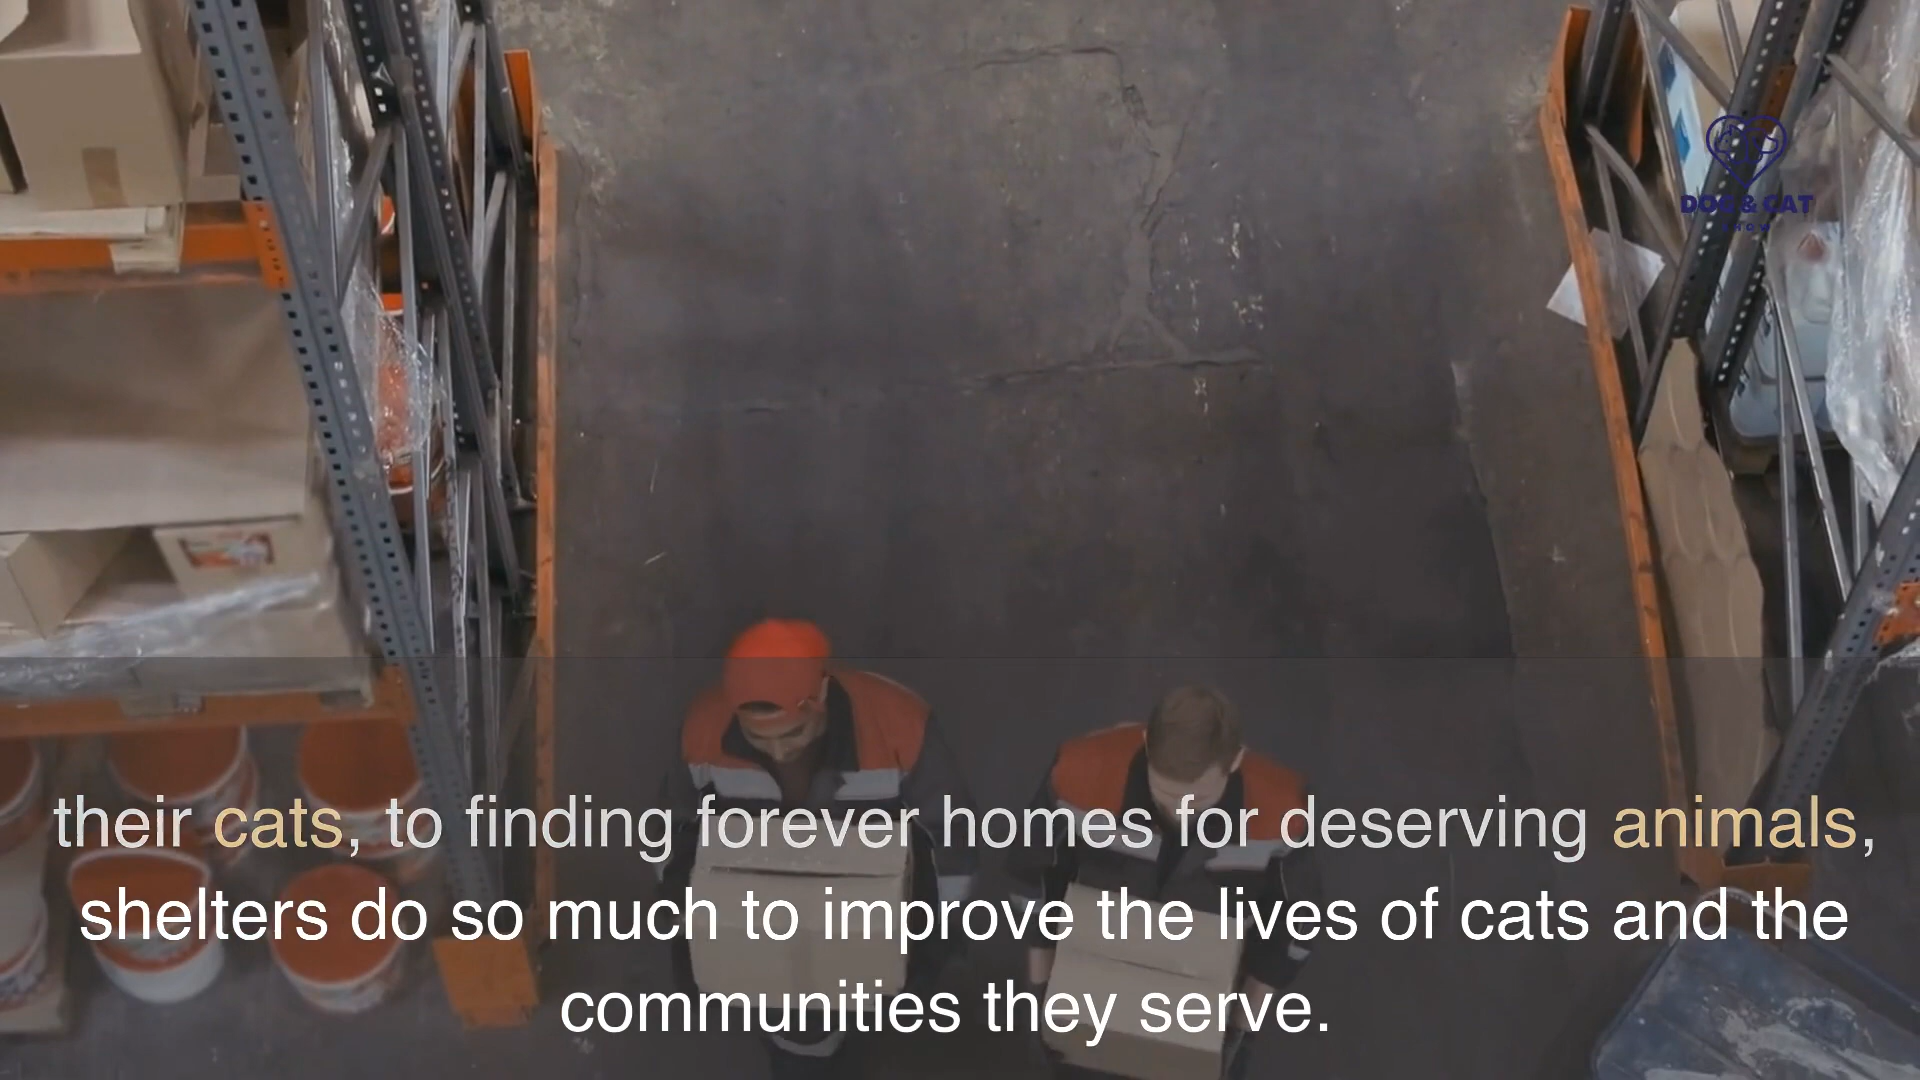 DOG & CAT
SHOW
their cats, to finding forever homes for deserving animals,
shelters do so much to improve the lives of cats and the
communities they serve.